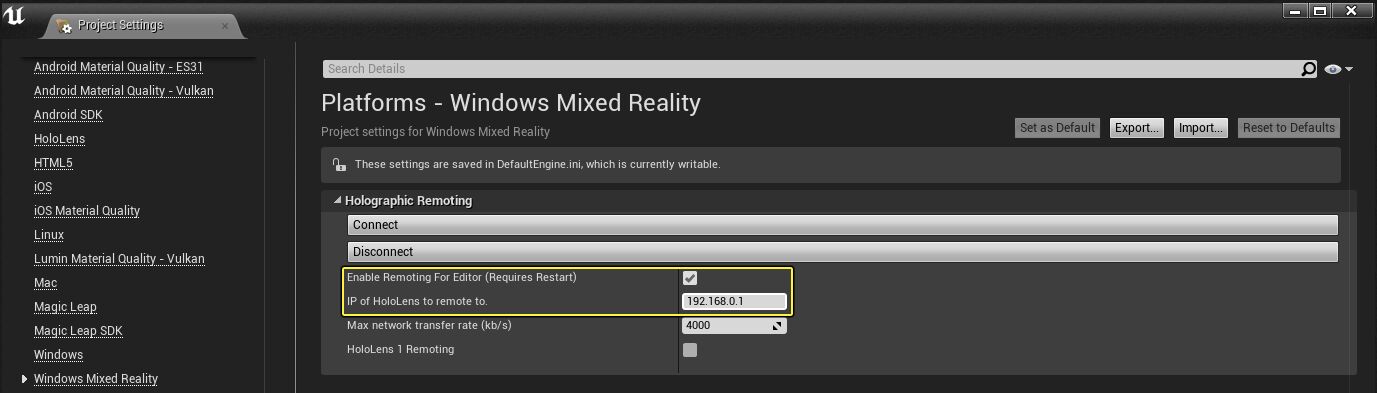 Project Settings
Android Material Quality - ES31
Android Material Quality - Vulkan
Android SDK
HoloLens
HTML5
iOS
iOS Material Quality
Linux
Lumin Material Quality - Vulkan
Mac
Magic Leap
Magic Leap SDK
Windows
Windows Mixed Reality
Search Details
Platforms - Windows Mixed Reality
Project settings for Windows Mixed Reality
Set as Default Export... Import... Reset to Defaults
These settings are saved in DefaultEngine.ini, which is currently writable.
Holographic Remoting
Connect
Disconnect
Enable Remoting For Editor (Requires Restart)
IP of HoloLens to remote to. 192.168.0.1
Max network transfer rate (kb/s) 4000
HoloLens 1 Remoting